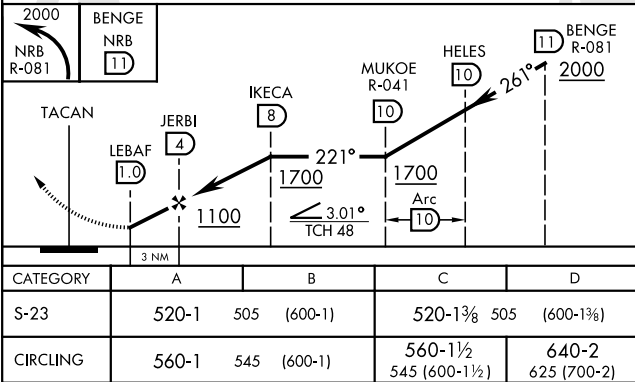 2000
NRB
R-081
BENGE
NRB
11
TACAN
LEBAF
1.0
JERBI
4
IKECA
8
MUKOE
R-041
10
HELES
10
11
BENGE
R-081
2000
261°
221°
1700
1700
1100
3.01°
TCH 48
Arc
10
3 NM
CATEGORY A B C D
S-23 520-1 505 (600-1) 520-1⅜ 505 (600-1⅜)
CIRCLING 560-1 545 (600-1) 560-1½ 545 (600-1½) 640-2 625 (700-2)